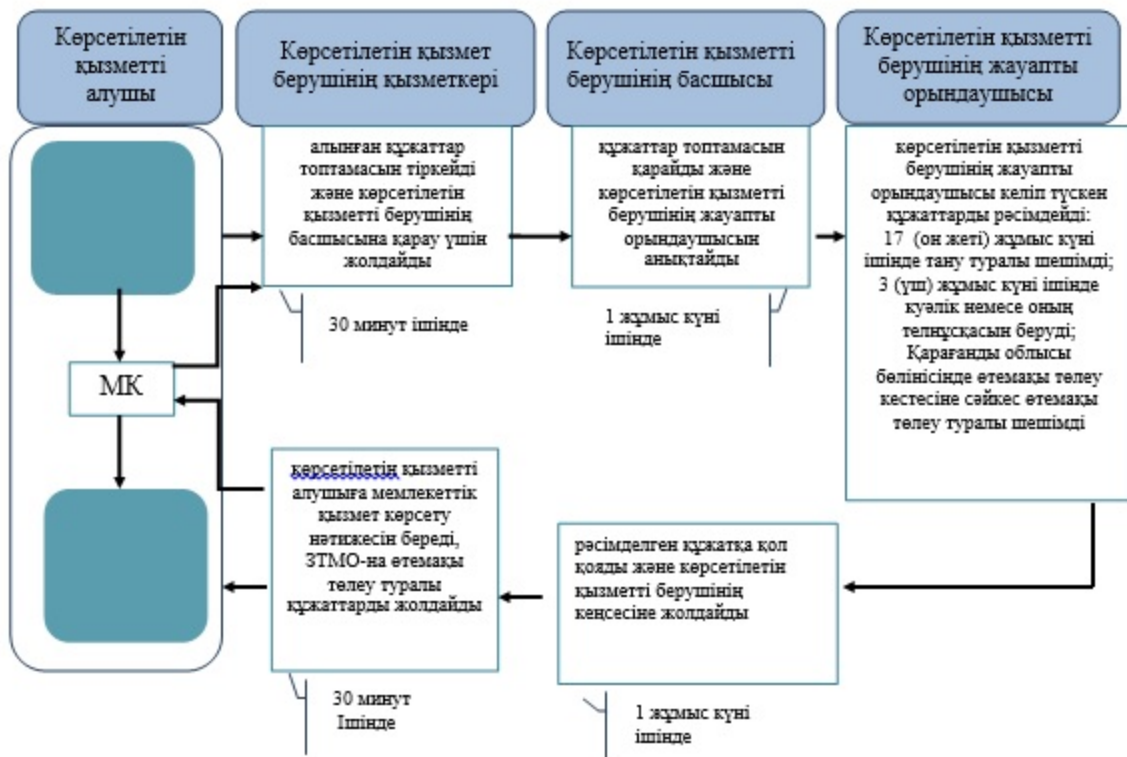 Көрсетілетін
қызметті
алушы
Көрсетілетін қызмет
берушінің қызметкері
Көрсетілетін қызметті
берушінің басшысы
Көрсетілетін қызметті
берушінің жауапты
орындаушысы
алынған құжаттар
топтамасын тіркейді
және көрсетілетін
қызметті берушінің
басшысына қарау үшін
жолдайды
құжаттар топтамасын
қарайды және
көрсетілетін қызметті
берушінің жауапты
орындаушысын
анықтайды
көрсетілетін қызметті
берушінің жауапты
орындаушысы келіп түскен
құжаттарды рәсімдейді:
17 (он жеті) жұмыс күні
ішінде тану туралы шешімді;
3 (үш) жұмыс күні ішінде
куәлік немесе оның
телнұсқасын беруді;
Қарағанды облысы
бөлінісінде өтемақы төлеу
кестесіне сәйкес өтемақы
төлеу туралы шешімді
30 минут ішінде
1 жұмыс күні
ішінде
МК
көрсетілетін қызметті
алушыға мемлекеттік
қызмет көрсету
нәтижесін береді,
ЗТМО-на өтемақы
төлеу туралы
құжаттарды жолдайды
рәсімделген құжатқа қол
қояды және көрсетілетін
қызметті берушінің
кеңсесіне жолдайды
30 минут
Ішінде
1 жұмыс күні
ішінде